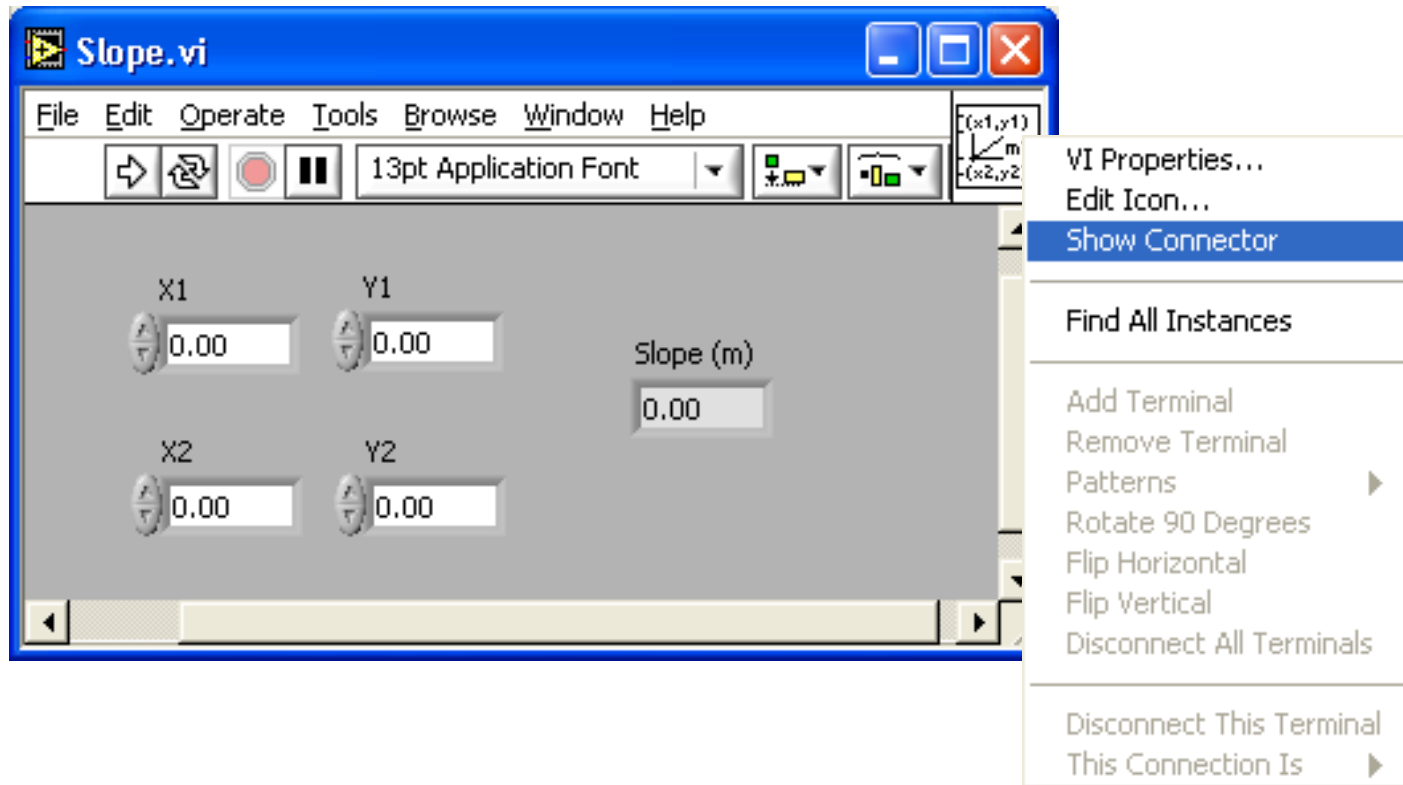 Slope.vi
File Edit Operate Tools Browse Window Help
13pt Application Font
(x1,y1)
m
(x2,y2
X1 Y1
0.00 0.00
Slope (m)
0.00
X2 Y2
0.00 0.00
VI Properties...
Edit Icon...
Show Connector
Find All Instances
Add Terminal
Remove Terminal
Patterns
Rotate 90 Degrees
Flip Horizontal
Flip Vertical
Disconnect All Terminals
Disconnect This Terminal
This Connection Is